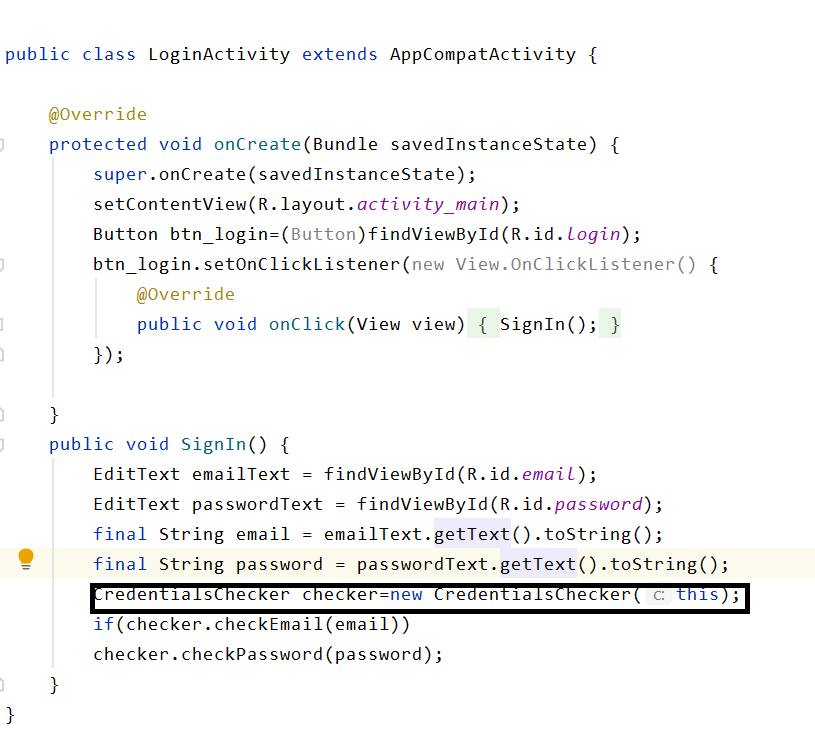 public class LoginActivity extends AppCompatActivity {
@Override
protected void onCreate(Bundle savedInstanceState) {
super.onCreate(savedInstanceState);
setContentView(R.layout.activity_main);
Button btn_login=(Button)findViewById(R.id.login);
btn_login.setOnClickListener(new View.OnClickListener() {
@Override
public void onClick(View view) { SignIn(); }
});
}
public void SignIn() {
EditText emailText = findViewById(R.id.email);
EditText passwordText = findViewById(R.id.password);
final String email = emailText.getText().toString();
final String password = passwordText.getText().toString();
CredentialsChecker checker=new CredentialsChecker( c: this);
if(checker.checkEmail(email))
checker.checkPassword(password);
}
}